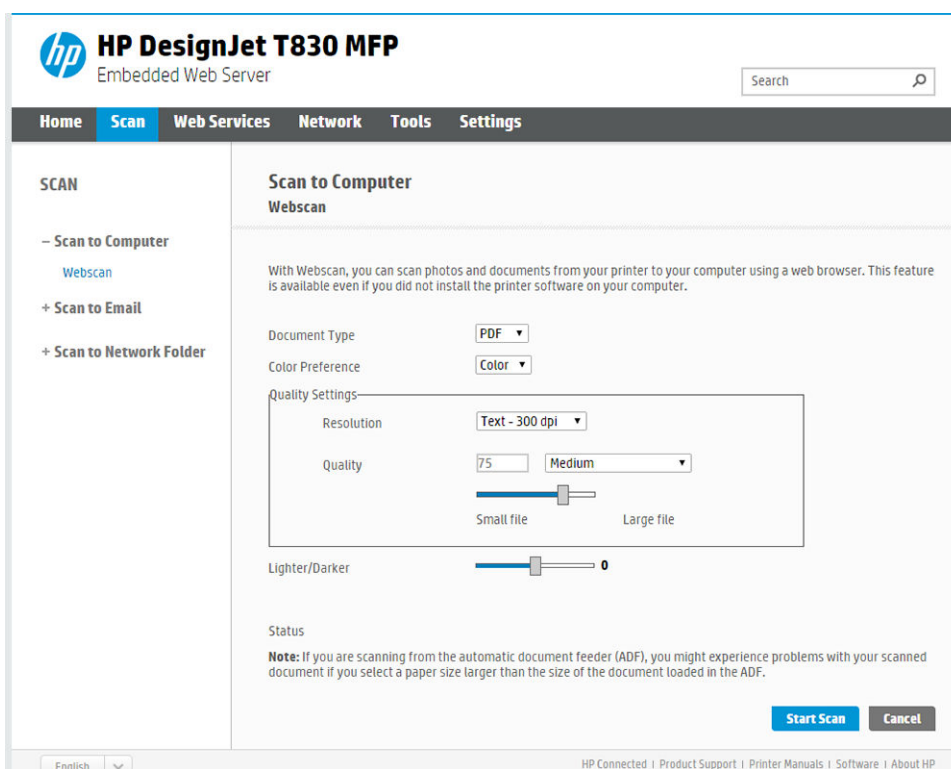 hp
HP DesignJet T830 MFP
Embedded Web Server
Search
Home Scan Web Services Network Tools Settings
SCAN
– Scan to Computer
Webscan
+ Scan to Email
+ Scan to Network Folder
Scan to Computer
Webscan
With Webscan, you can scan photos and documents from your printer to your computer using a web browser. This feature
is available even if you did not install the printer software on your computer.
Document Type PDF
Color Preference Color
Quality Settings
Resolution Text - 300 dpi
Quality 75 Medium
Small file Large file
Lighter/Darker 0
Status
Note: If you are scanning from the automatic document feeder (ADF), you might experience problems with your scanned
document if you select a paper size larger than the size of the document loaded in the ADF.
Start Scan Cancel
English HP Connected | Product Support | Printer Manuals | Software | About HP